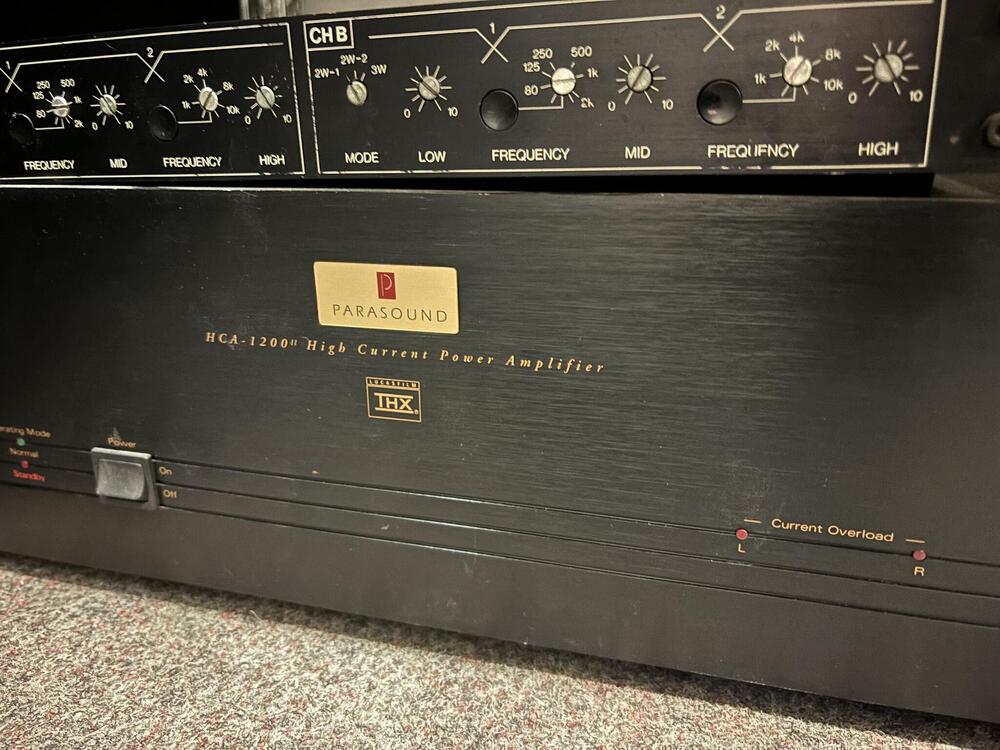 CH B
1 2 1 2
250 500
125 1k
80 2k
0 10
2k 4k 8k
1k 10k
0 10
2W-1 2W-2 3W
0 10
250 500
125 1k
80 2k
0 10
2k 4k 8k
1k 10k
0 10
FREQUENCY MID FREQUENCY HIGH MODE LOW FREQUENCY MID FREQUENCY HIGH
P
PARASOUND
HCA-1200II High Current Power Amplifier
LUCASFILM
THX
erating Mode
Normal
Standby
Power
On
Off
Current Overload
L R